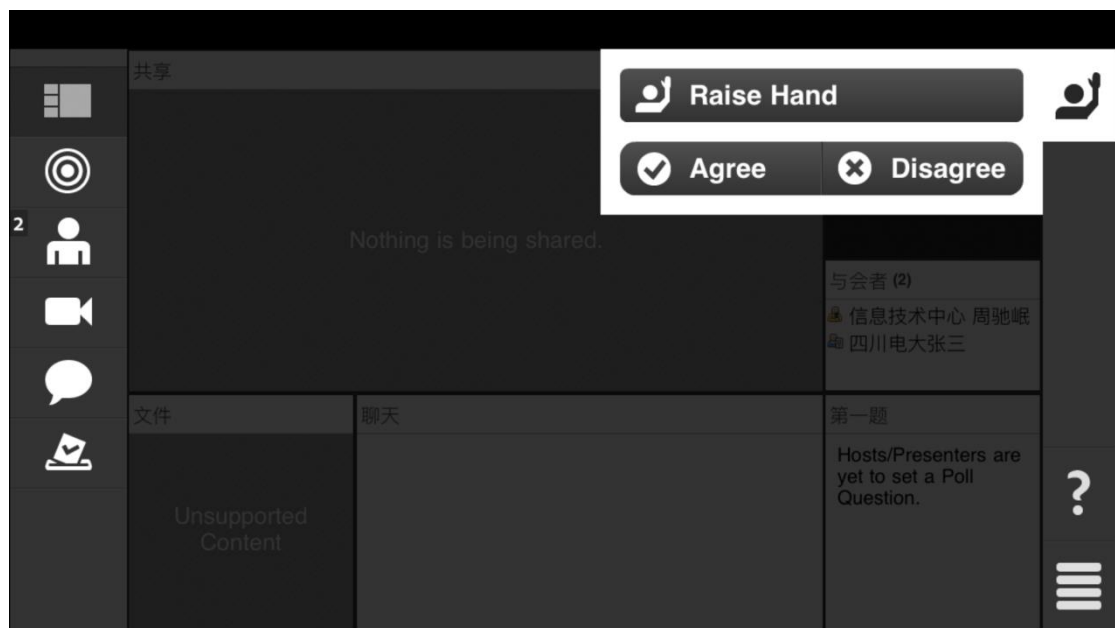 共享
Raise Hand
Agree
Disagree
2
Nothing is being shared.
与会者 (2)
信息技术中心 周驰岷
四川电大张三
文件
聊天
第一题
Hosts/Presenters are
yet to set a Poll
Question.
Unsupported
Content
?